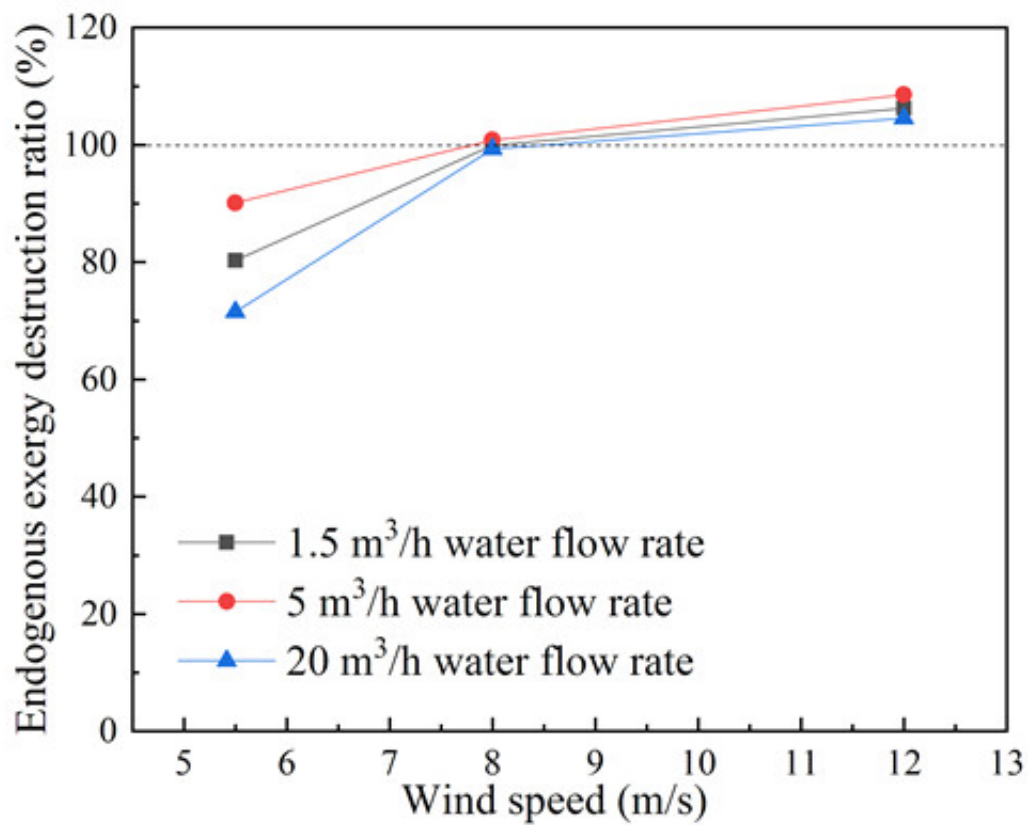 Endogenous exergy destruction ratio (%)
120
100
80
60
40
20
0
1.5 m³/h water flow rate
5 m³/h water flow rate
20 m³/h water flow rate
5 6 7 8 9 10 11 12 13
Wind speed (m/s)